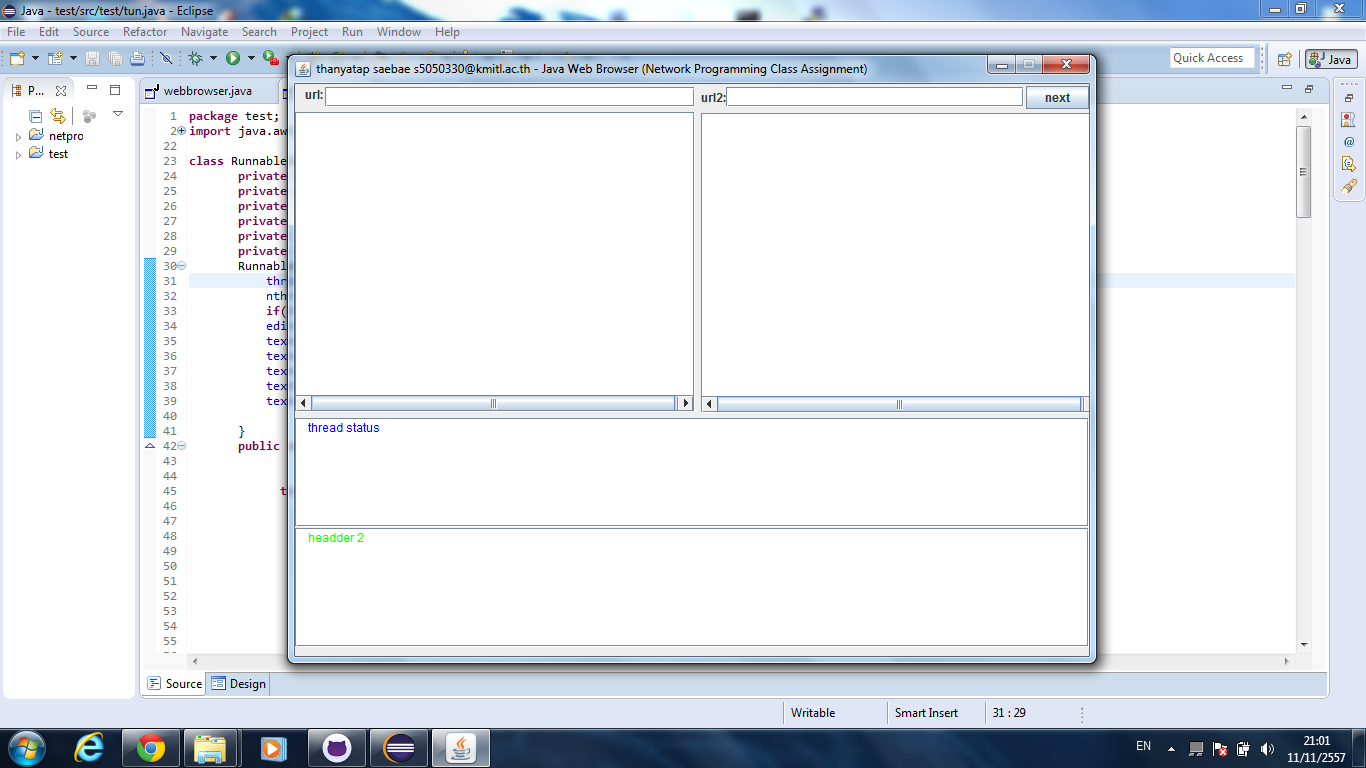 Java - test/src/test/tun.java - Eclipse
File Edit Source Refactor Navigate Search Project Run Window Help
Quick Access
Java
P...
webbrowser.java
netpro
test
1 package test;
2 import java.aw
22
23 class Runnable
24 private
25 private
26 private
27 private
28 private
29 private
30 Runnabl
31 thr
32 nth
33 if(
34 edi
35 tex
36 tex
37 tex
38 tex
39 tex
40
41 }
42 public
43
44
45 t
46
47
48
49
50
51
52
53
54
55
thanyatap saebae s5050330@kmitl.ac.th - Java Web Browser (Network Programming Class Assignment)
url:
url2:
next
thread status
headder 2
Source
Design
Writable
Smart Insert
31 : 29
EN
21:01
11/11/2557